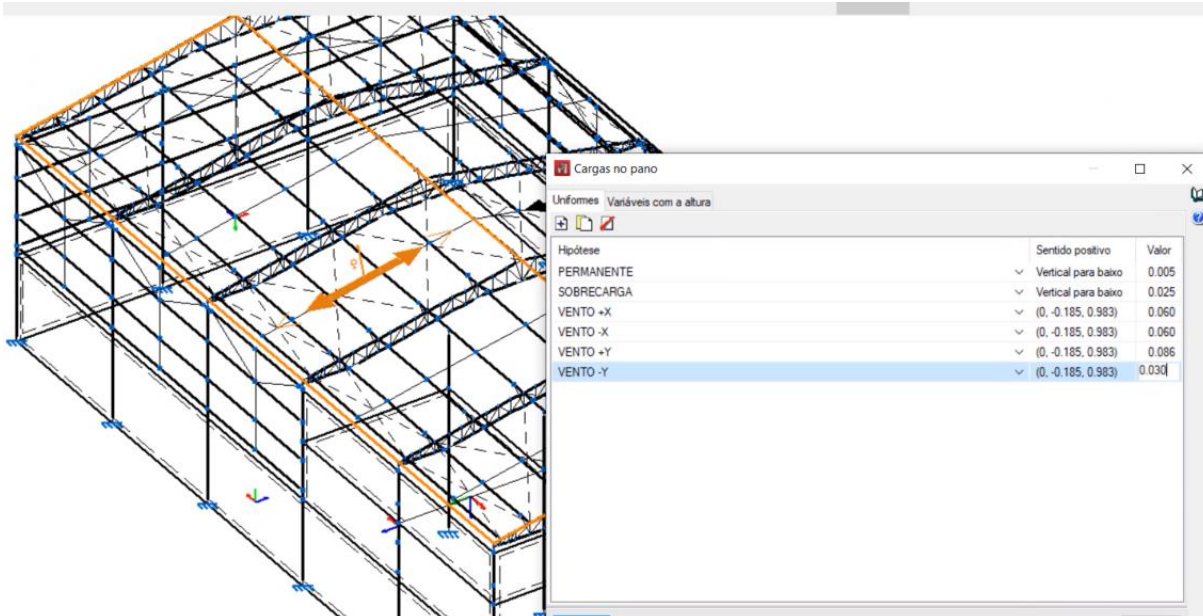 Cargas no pano
Uniformes Variáveis com a altura
Hipótese Sentido positivo Valor
PERMANENTE Vertical para baixo 0.005
SOBRECARGA Vertical para baixo 0.025
VENTO +X (0, -0.185, 0.983) 0.060
VENTO -X (0, -0.185, 0.983) 0.060
VENTO +Y (0, -0.185, 0.983) 0.086
VENTO -Y (0, -0.185, 0.983) 0.030